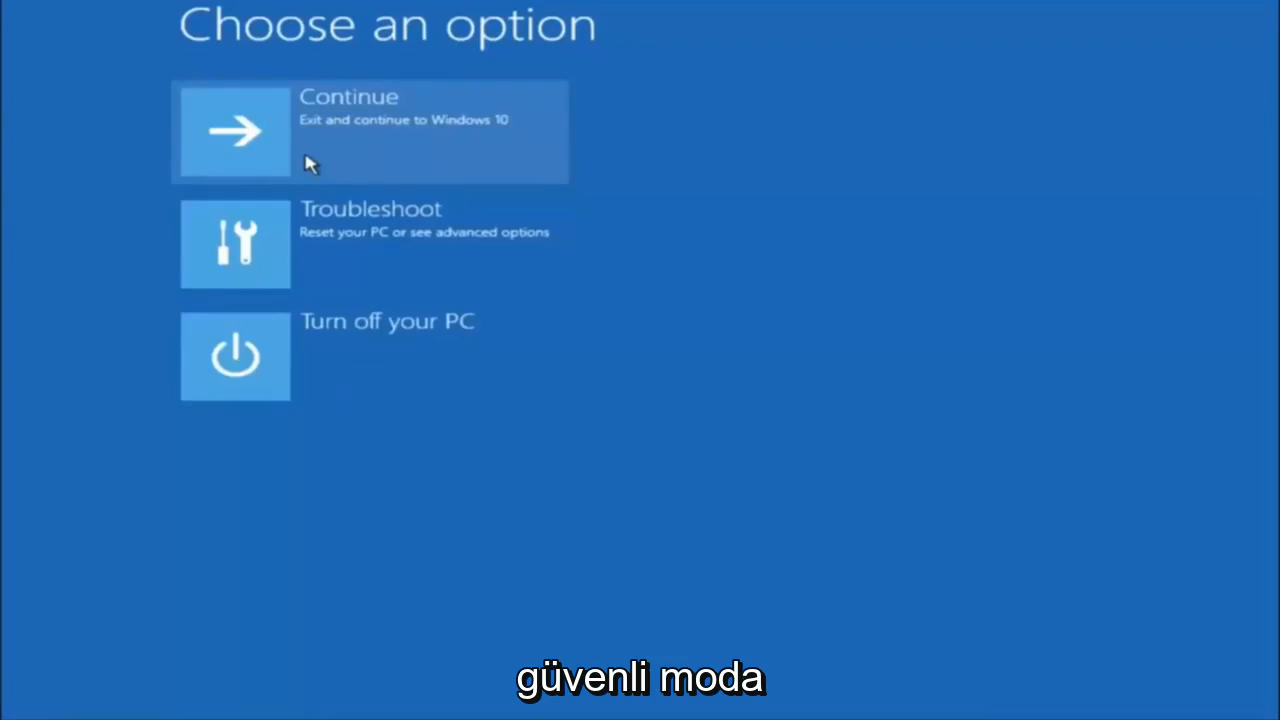 Choose an option
Continue
Exit and continue to Windows 10
Troubleshoot
Reset your PC or see advanced options
Turn off your PC
güvenli moda